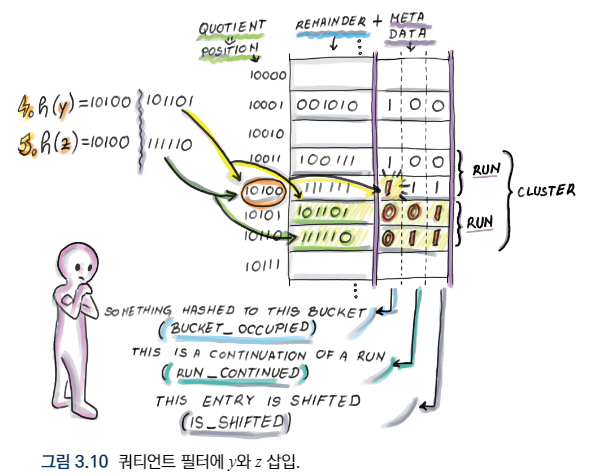 QUOTIENT REMAINDER + META
POSITION DATA
10000
4. h(y)=10100 101101
10001 001010 1 0 0
5. h(z)=10100 11110
10010
10011 100111 1 0 0
RUN
10100 111111 1 1 1
CLUSTER
10101 101101 0 0 1
RUN
10110 111110 0 1 1
10111
SOMETHING HASHED TO THIS BUCKET
(BUCKET_OCCUPIED)
THIS IS A CONTINUATION OF A RUN
(RUN_CONTINUED)
THIS ENTRY IS SHIFTED
(IS_SHIFTED)
그림 3.10 쿼티언트 필터에 y와 z 삽입.